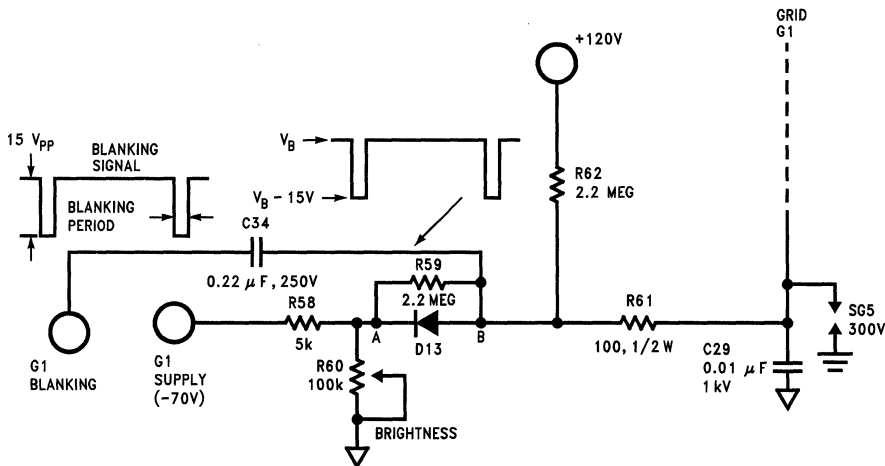 GRID
G1
+120V
15 VPP
BLANKING
SIGNAL
VB
R62
2.2 MEG
BLANKING
PERIOD
VB - 15V
C34
0.22 μF, 250V
R59
2.2 MEG
R58
5k
A
D13
B
R61
100, 1/2 W
SG5
300V
C29
0.01 μF
1 kV
G1
BLANKING
G1
SUPPLY
(-70V)
R60
100k
BRIGHTNESS